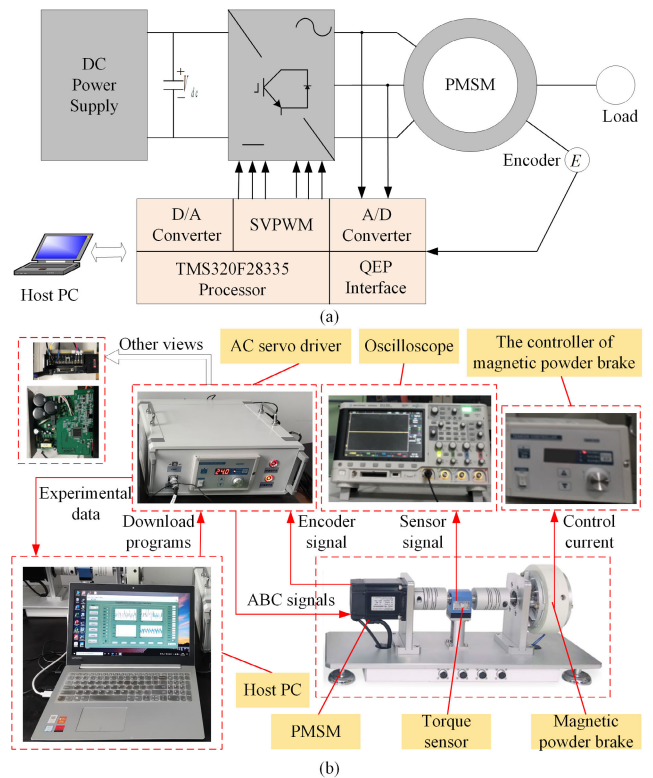 DC
Power
Supply
+
V
dc
−
PMSM
Load
Encoder
E
D/A
Converter
SVPWM
A/D
Converter
TMS320F28335
Processor
QEP
Interface
Host PC
(a)
Other views
AC servo driver
Oscilloscope
The controller of
magnetic powder brake
240
Experimental
data
Download
programs
Encoder
signal
Sensor
signal
Control
current
ABC signals
Host PC
PMSM
Torque
sensor
Magnetic
powder brake
(b)